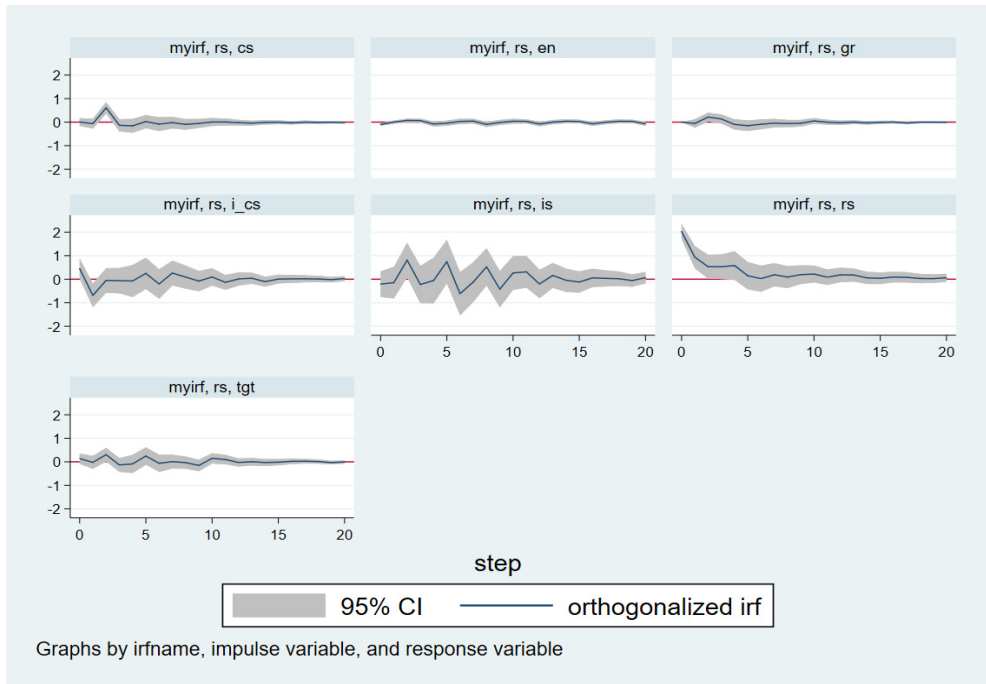 myirf, rs, cs
myirf, rs, en
myirf, rs, gr
2
1
0
-1
-2
myirf, rs, i_cs
myirf, rs, is
myirf, rs, rs
2
1
0
-1
-2
0 5 10 15 20
0 5 10 15 20
myirf, rs, tgt
2
1
0
-1
-2
0 5 10 15 20
step
95% CI
orthogonalized irf
Graphs by irfname, impulse variable, and response variable